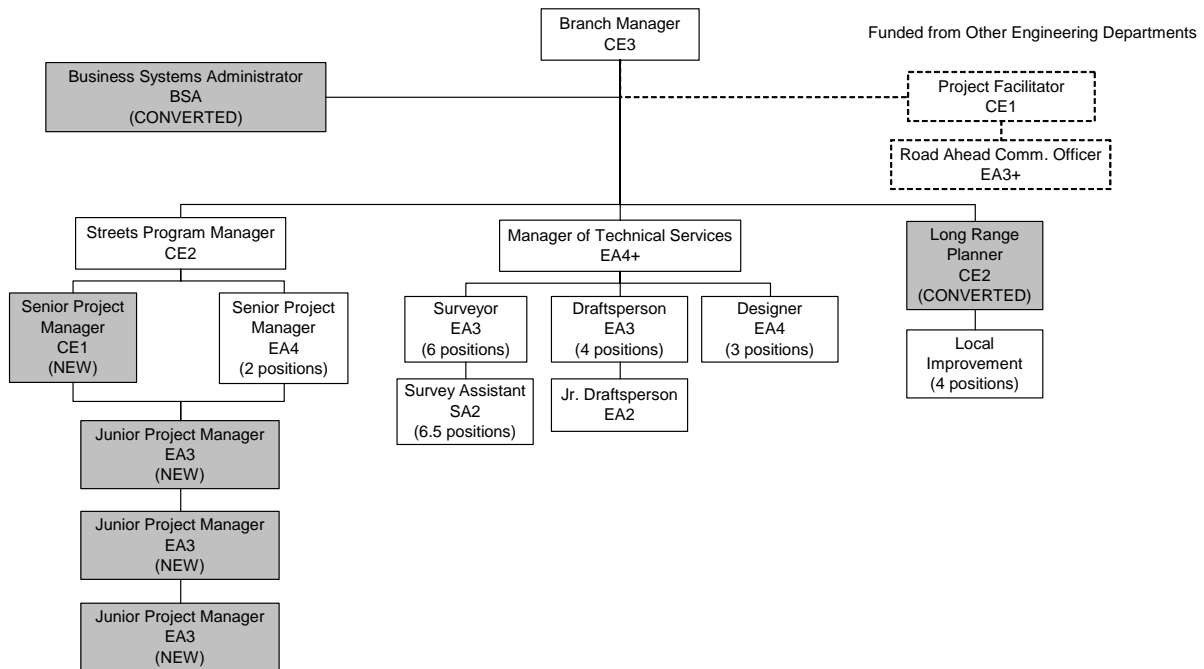 Branch Manager
CE3
Funded from Other Engineering Departments
Business Systems Administrator
BSA
(CONVERTED)
Project Facilitator
CE1
Road Ahead Comm. Officer
EA3+
Streets Program Manager
CE2
Manager of Technical Services
EA4+
Long Range
Planner
CE2
(CONVERTED)
Senior Project
Manager
CE1
(NEW)
Senior Project
Manager
EA4
(2 positions)
Surveyor
EA3
(6 positions)
Draftsperson
EA3
(4 positions)
Designer
EA4
(3 positions)
Local
Improvement
(4 positions)
Survey Assistant
SA2
(6.5 positions)
Jr. Draftsperson
EA2
Junior Project Manager
EA3
(NEW)
Junior Project Manager
EA3
(NEW)
Junior Project Manager
EA3
(NEW)